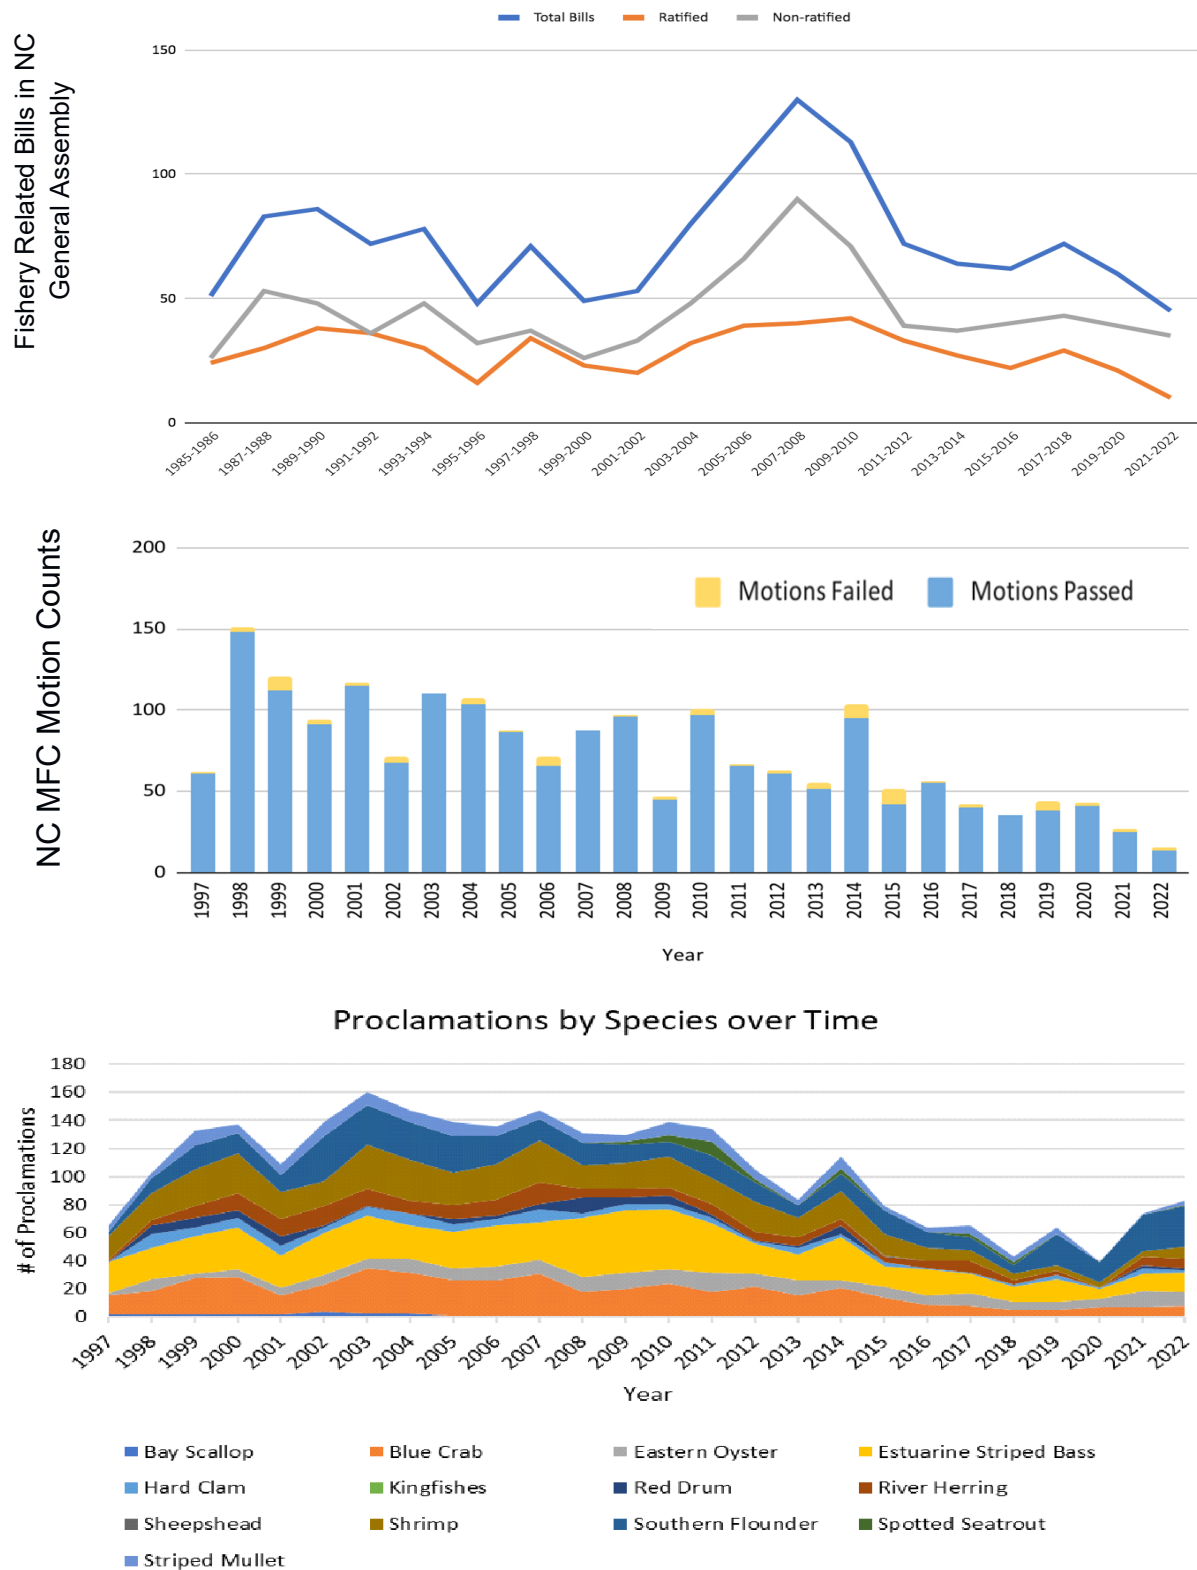 Total Bills Ratified Non-ratified
Fishery Related Bills in NC
General Assembly
150
100
50
0
1985-1986 1987-1988 1989-1990 1991-1992 1993-1994 1995-1996 1997-1998 1999-2000 2001-2002 2003-2004 2005-2006 2007-2008 2009-2010 2011-2012 2013-2014 2015-2016 2017-2018 2019-2020 2021-2022
NC MFC Motion Counts
200
Motions Failed Motions Passed
150
100
50
0
1997 1998 1999 2000 2001 2002 2003 2004 2005 2006 2007 2008 2009 2010 2011 2012 2013 2014 2015 2016 2017 2018 2019 2020 2021 2022
Year
Proclamations by Species over Time
# of Proclamations
180
160
140
120
100
80
60
40
20
0
1997 1998 1999 2000 2001 2002 2003 2004 2005 2006 2007 2008 2009 2010 2011 2012 2013 2014 2015 2016 2017 2018 2019 2020 2021 2022
Year
Bay Scallop Blue Crab Eastern Oyster Estuarine Striped Bass
Hard Clam Kingfishes Red Drum River Herring
Sheepshead Shrimp Southern Flounder Spotted Seatrout
Striped Mullet